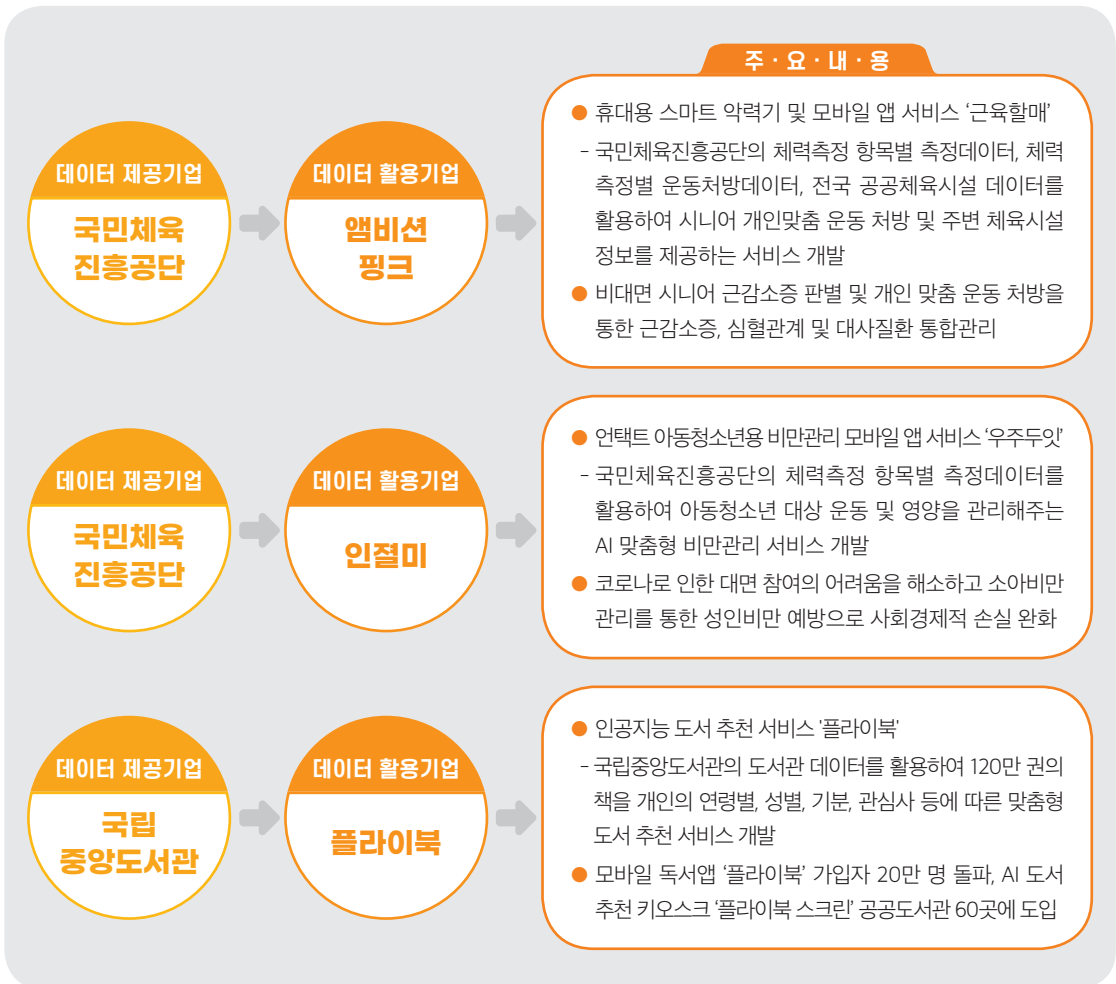 주·요·내·용
데이터 제공기업
국민체육
진흥공단
데이터 활용기업
앰비션
핑크
● 휴대용 스마트 악력기 및 모바일 앱 서비스 ‘근육할매’
- 국민체육진흥공단의 체력측정 항목별 측정데이터, 체력
측정별 운동처방데이터, 전국 공공체육시설 데이터를
활용하여 시니어 개인맞춤 운동 처방 및 주변 체육시설
정보를 제공하는 서비스 개발
● 비대면 시니어 근감소증 판별 및 개인 맞춤 운동 처방을
통한 근감소증, 심혈관계 및 대사질환 통합관리
데이터 제공기업
국민체육
진흥공단
데이터 활용기업
인절미
● 언택트 아동청소년용 비만관리 모바일 앱 서비스 ‘우주두잇’
- 국민체육진흥공단의 체력측정 항목별 측정데이터를
활용하여 아동청소년 대상 운동 및 영양을 관리해주는
AI 맞춤형 비만관리 서비스 개발
● 코로나로 인한 대면 참여의 어려움을 해소하고 소아비만
관리를 통한 성인비만 예방으로 사회경제적 손실 완화
데이터 제공기업
국립
중앙도서관
데이터 활용기업
플라이북
● 인공지능 도서 추천 서비스 '플라이북'
- 국립중앙도서관의 도서관 데이터를 활용하여 120만 권의
책을 개인의 연령별, 성별, 기분, 관심사 등에 따른 맞춤형
도서 추천 서비스 개발
● 모바일 독서앱 ‘플라이북’ 가입자 20만 명 돌파, AI 도서
추천 키오스크 ‘플라이북 스크린’ 공공도서관 60곳에 도입